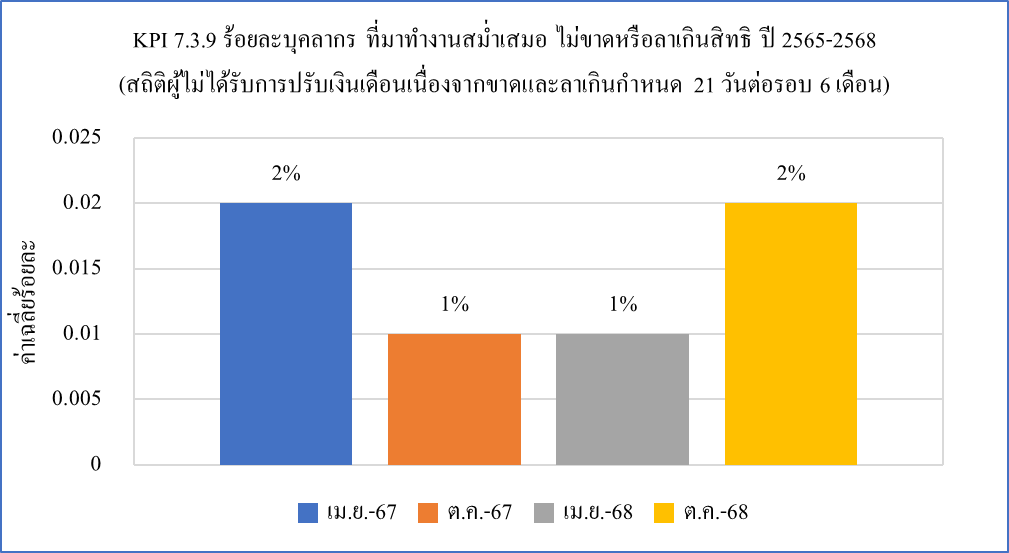 KPI 7.3.9 ร้อยละบุคลากร ที่มาทำงานสม่ำเสมอ ไม่ขาดหรือลาเกินสิทธิ ปี 2565-2568
(สถิติผู้ไม่ได้รับการปรับเงินเดือนเนื่องจากขาดและลาเกินกำหนด 21 วันต่อรอบ 6 เดือน)
ค่าเฉลี่ยร้อยละ
0.025
0.02
0.015
0.01
0.005
0
2%
1%
1%
2%
เม.ย.-67 ต.ค.-67 เม.ย.-68 ต.ค.-68